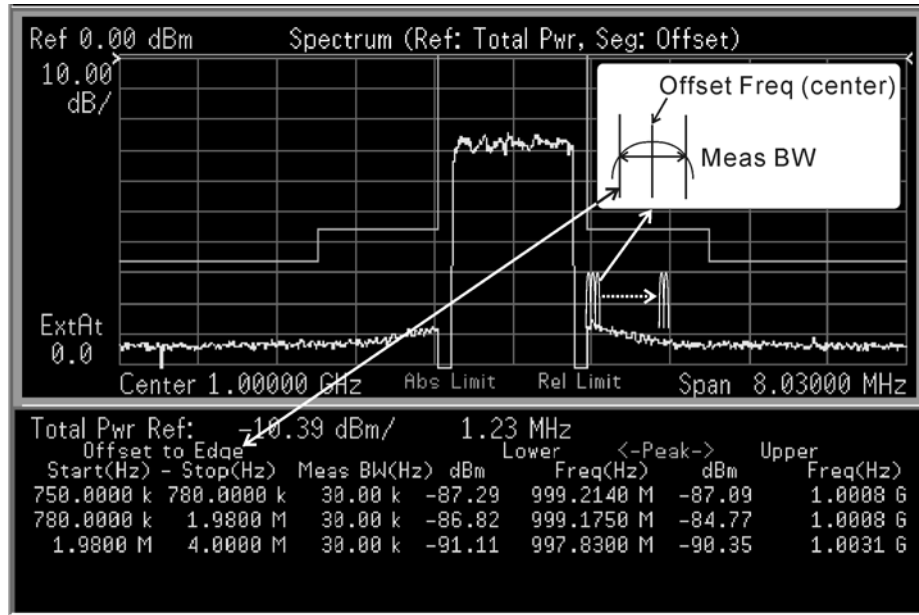 Ref 0.00 dBm Spectrum (Ref: Total Pwr, Seg: Offset)
10.00
dB/
Offset Freq (center)
Meas BW
ExtAt
0.0
Center 1.00000 GHz Abs Limit Rel Limit Span 8.03000 MHz
Total Pwr Ref: -10.39 dBm/ 1.23 MHz
Offset to Edge Lower <-Peak-> Upper
Start(Hz) - Stop(Hz) Meas BW(Hz) dBm Freq(Hz) dBm Freq(Hz)
750.0000 k 780.0000 k 30.00 k -87.29 999.2140 M -87.09 1.0008 G
780.0000 k 1.9800 M 30.00 k -86.82 999.1750 M -84.77 1.0008 G
1.9800 M 4.0000 M 30.00 k -91.11 997.8300 M -90.35 1.0031 G